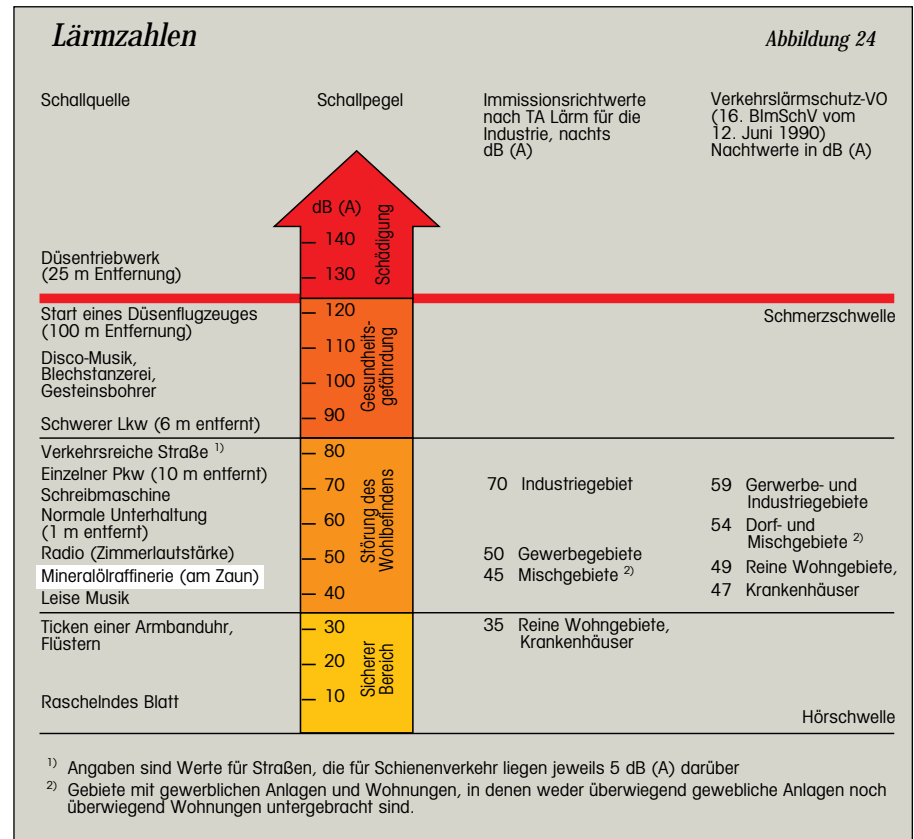 Lärmzahlen
Abbildung 24
Schallquelle
Schallpegel
Immissionsrichtwerte
nach TA Lärm für die
Industrie, nachts
dB (A)
Verkehrslärmschutz-VO
(16. BImSchV vom
12. Juni 1990)
Nachtwerte in dB (A)
dB (A)
140
130
Schädigung
Düsentriebwerk
(25 m Entfernung)
Start eines Düsenflugzeuges
(100 m Entfernung)
Disco-Musik,
Blechstanzerei,
Gesteinsbohrer
Schwerer Lkw (6 m entfernt)
120
110
100
90
Gesundheits-
gefährdung
Schmerzschwelle
Verkehrsreiche Straße 1)
Einzelner Pkw (10 m entfernt)
Schreibmaschine
Normale Unterhaltung
(1 m entfernt)
Radio (Zimmerlautstärke)
Mineralölraffinerie (am Zaun)
Leise Musik
80
70
60
50
40
Störung des
Wohlbefindens
70 Industriegebiet
50 Gewerbegebiete
45 Mischgebiete 2)
59 Gerwerbe- und
Industriegebiete
54 Dorf- und
Mischgebiete 2)
49 Reine Wohngebiete,
47 Krankenhäuser
Ticken einer Armbanduhr,
Flüstern
Raschelndes Blatt
30
20
10
Sicherer
Bereich
35 Reine Wohngebiete,
Krankenhäuser
Hörschwelle
1) Angaben sind Werte für Straßen, die für Schienenverkehr liegen jeweils 5 dB (A) darüber
2) Gebiete mit gewerblichen Anlagen und Wohnungen, in denen weder überwiegend gewebliche Anlagen noch
überwiegend Wohnungen untergebracht sind.